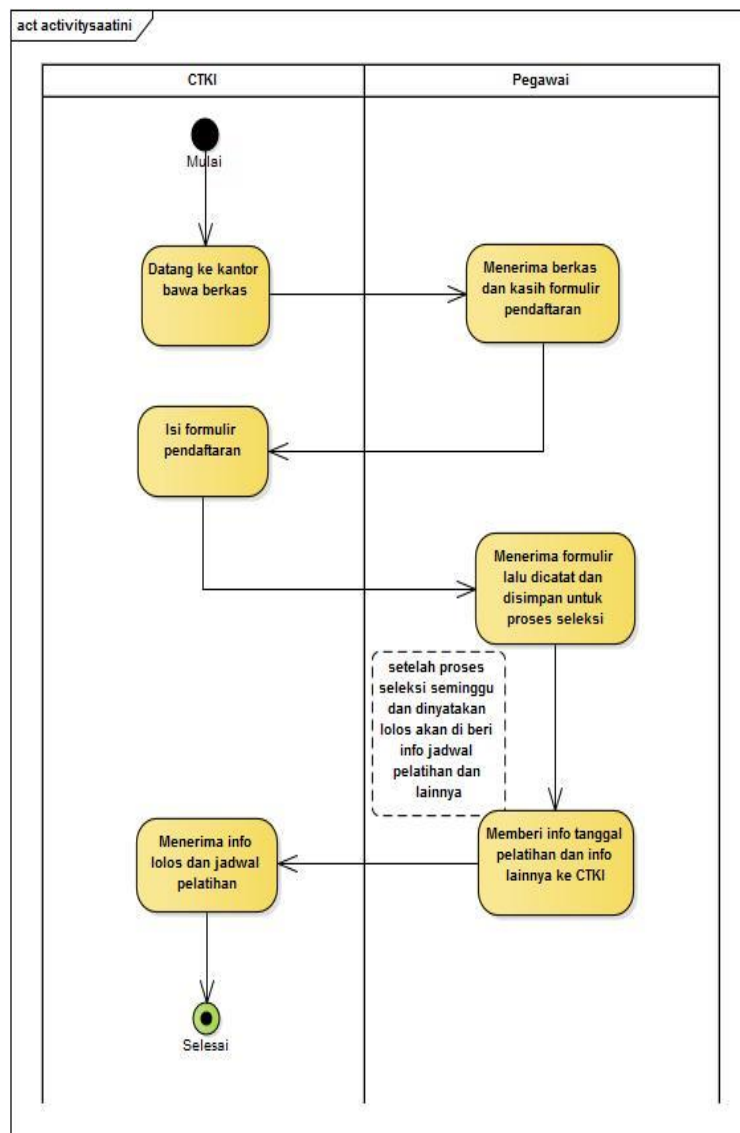 act activitysaatini
CTKI
Pegawai
Mulai
Datang ke kantor
bawa berkas
Menerima berkas
dan kasih formulir
pendaftaran
Isi formulir
pendaftaran
Menerima formulir
lalu dicatat dan
disimpan untuk
proses seleksi
setelah proses
seleksi seminggu
dan dinyatakan
lolos akan di beri
info jadwal
pelatihan dan
lainnya
Memberi info tanggal
pelatihan dan info
lainnya ke CTKI
Menerima info
lolos dan jadwal
pelatihan
Selesai